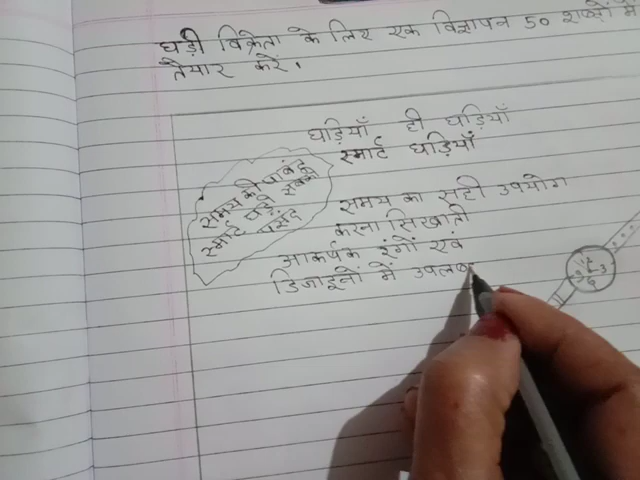 घड़ी विक्रेता के लिए एक विज्ञापन 50 शब्दों में
तैयार करें.
घड़ियाँ ही घड़ियाँ
स्मार्ट घड़ियाँ
समय की पाबंद
स्मार्ट घड़ी सबकी
पसंद
समय का सही उपयोग
करना सिखाती
आकर्षक रंगों एवं
डिजाइनों में उपलब्ध